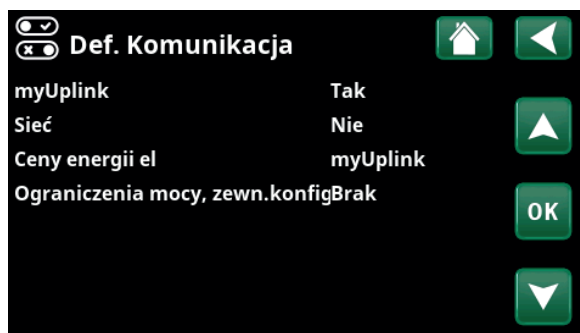 Def. Komunikacja
myUplink Tak
Sieć Nie
Ceny energii el myUplink
Ograniczenia mocy, zewn.konfigBrak
OK